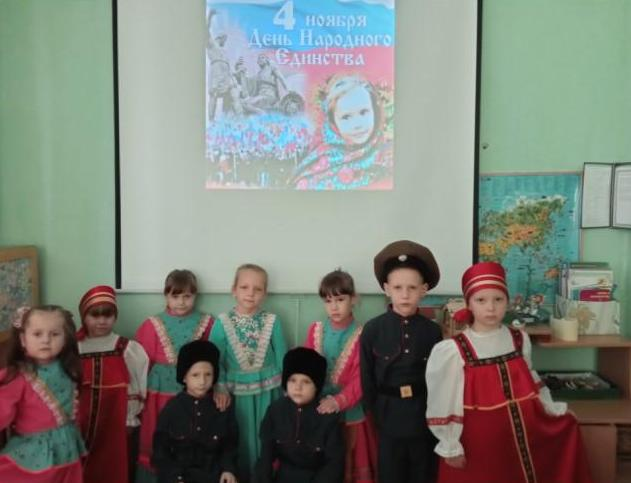 4 ноября
День Народного
Единства